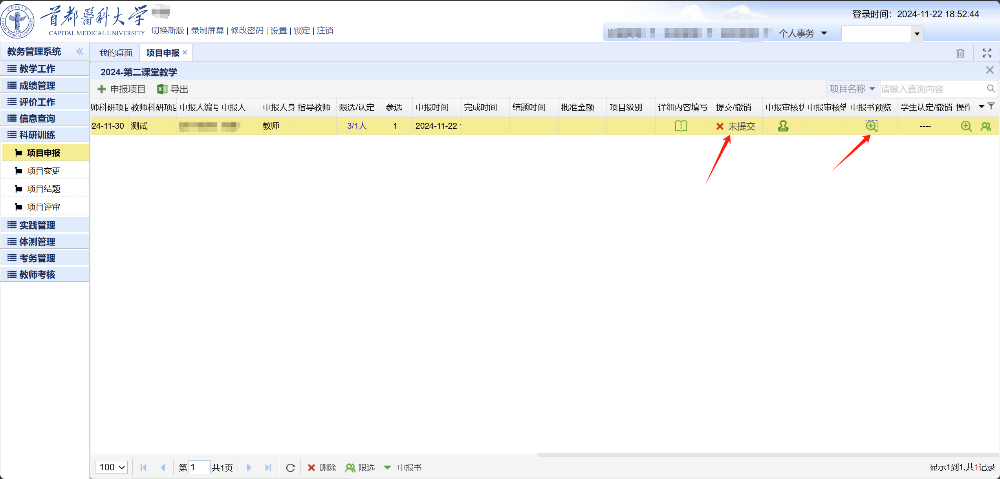 首都醫科大学
CAPITAL MEDICAL UNIVERSITY
切换新版 | 录制屏幕 | 修改密码 | 设置 | 锁定 | 注销
登录时间：2024-11-22 18:52:44
个人事务
教务管理系统
我的桌面 项目申报
教学工作
成绩管理
评价工作
信息查询
科研训练
项目申报
项目变更
项目结题
项目评审
实践管理
体测管理
考务管理
教师考核
2024-第二课堂教学
申报项目 导出
项目名称 请输入查询内容
师科研项目 教师科研项目 申报人编号 申报人 申报人身 指导教师 限选/认定 参选 申报时间 完成时间 结题时间 批准金额 项目级别 详细内容填写 提交/撤销 申报审核状 申报审核结 申报书预览 学生认定/撤销 操作
24-11-30 测试 教师 3/1人 1 2024-11-22 未提交 ----
100 第 1 共1页 删除 限选 申报书
显示1到1,共1记录